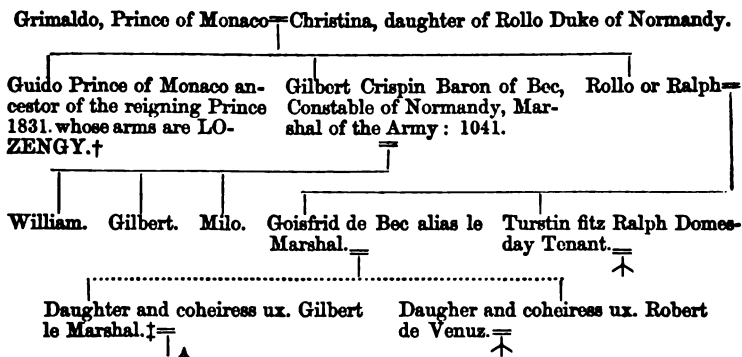 Grimaldo, Prince of Monaco=Christina, daughter of Rollo Duke of Normandy.
Guido Prince of Monaco an-
cestor of the reigning Prince
1831. whose arms are LO-
ZENGY.†
Gilbert Crispin Baron of Bec,
Constable of Normandy, Mar-
shal of the Army: 1041.
=
Rollo or Ralph=
William. Gilbert. Milo.
Goisfrid de Bec alias le
Marshal.=
Turstin fitz Ralph Domes-
day Tenant.=
Daughter and coheiress ux. Gilbert
le Marshal.‡=
Daugher and coheiress ux. Robert
de Venuz.=